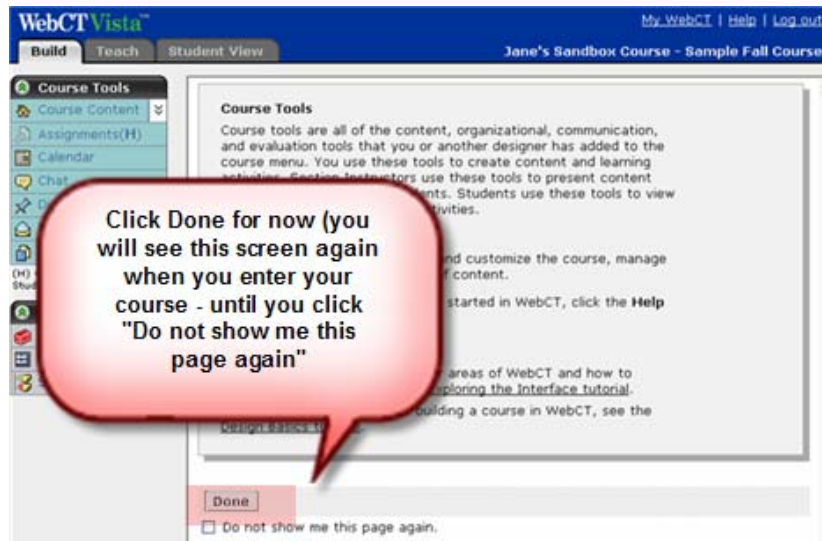 WebCT Vista™
My WebCT | Help | Log out
Build Teach Student View
Jane's Sandbox Course - Sample Fall Course
Course Tools
Course Content
Assignments(H)
Calendar
Chat
(H)
Course Tools
Course tools are all of the content, organizational, communication,
and evaluation tools that you or another designer has added to the
course menu. You use these tools to create content and learning
activities. Section Instructors use these tools to present content
Students use these tools to view
nd customize the course, manage
content.
started in WebCT, click the Help
areas of WebCT and how to
ploring the Interface tutorial.
uilding a course in WebCT, see the
Design Basics
Click Done for now (you
will see this screen again
when you enter your
course - until you click
"Do not show me this
page again"
Done
Do not show me this page again.